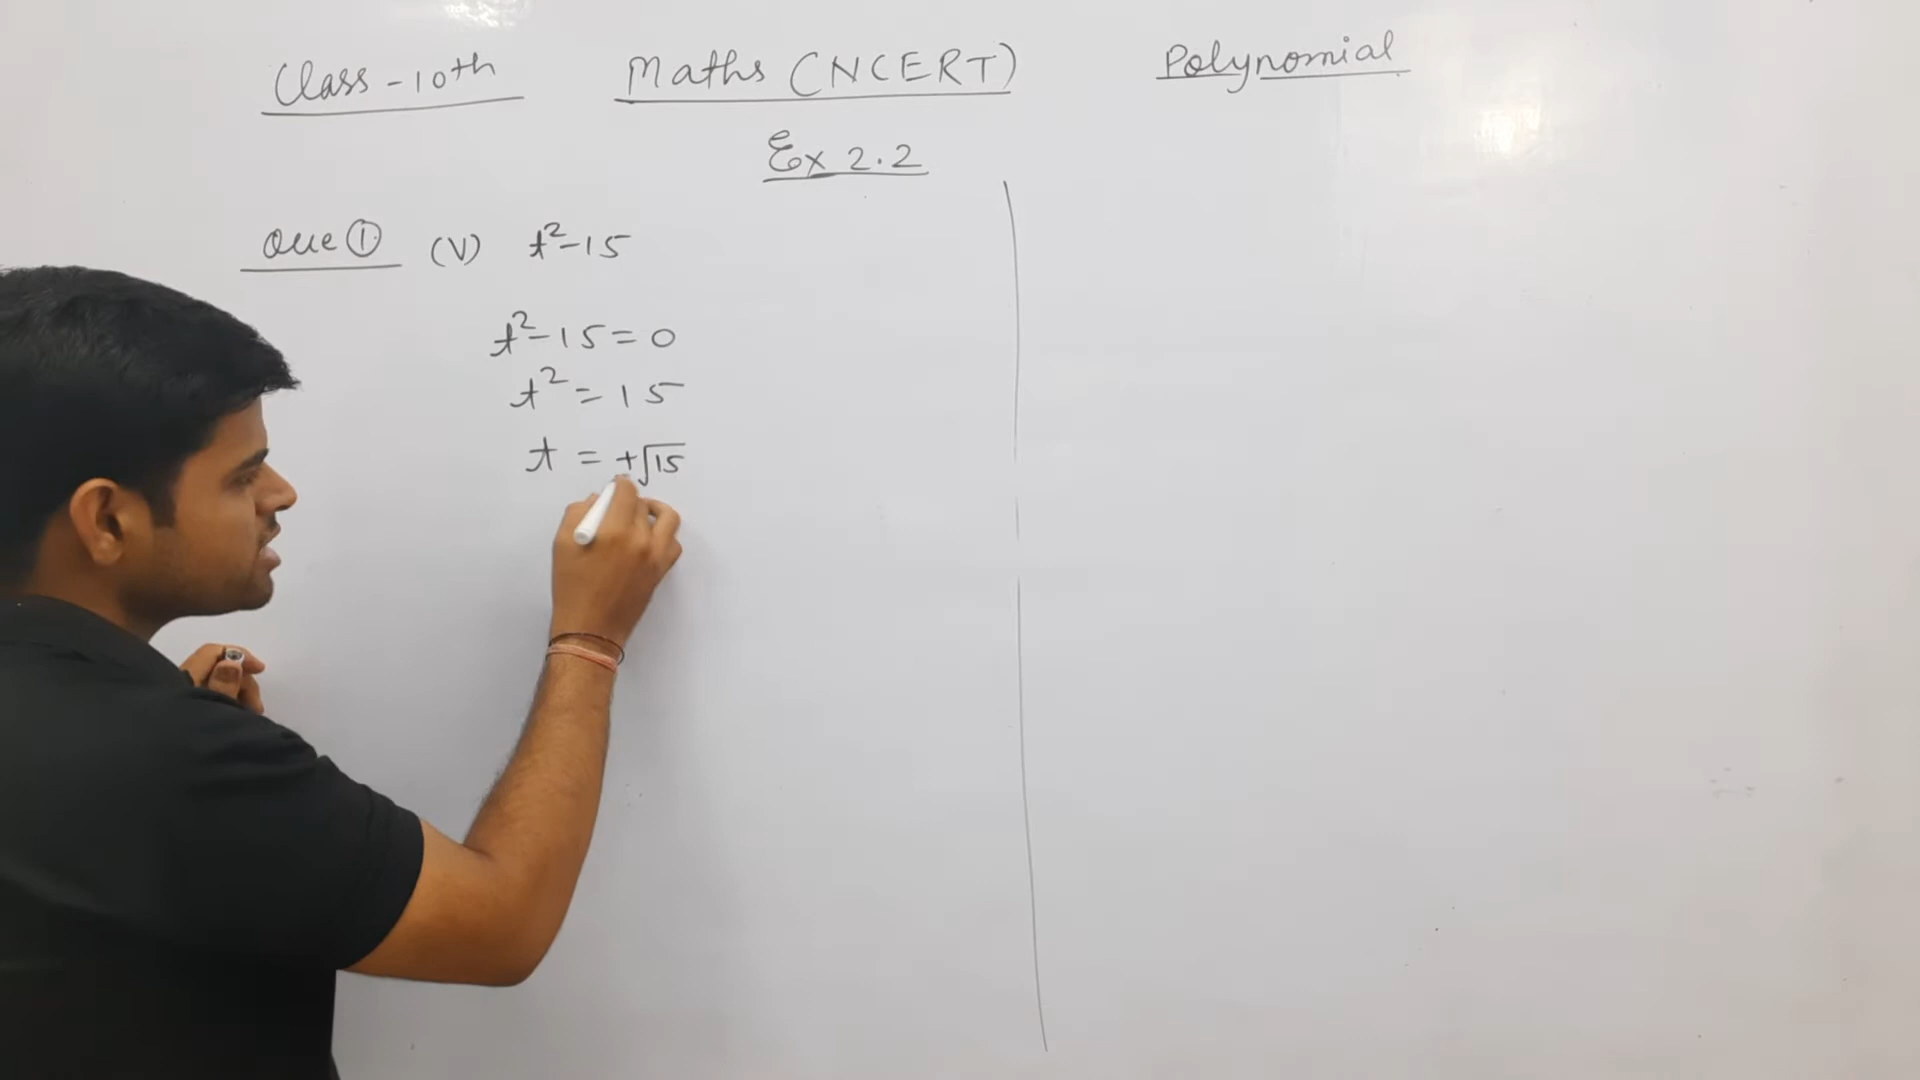 Class-10th Maths (NCERT) Polynomial
Ex 2.2
Que ① (V) t²-15
t²-15=0
t²=15
t = +√15